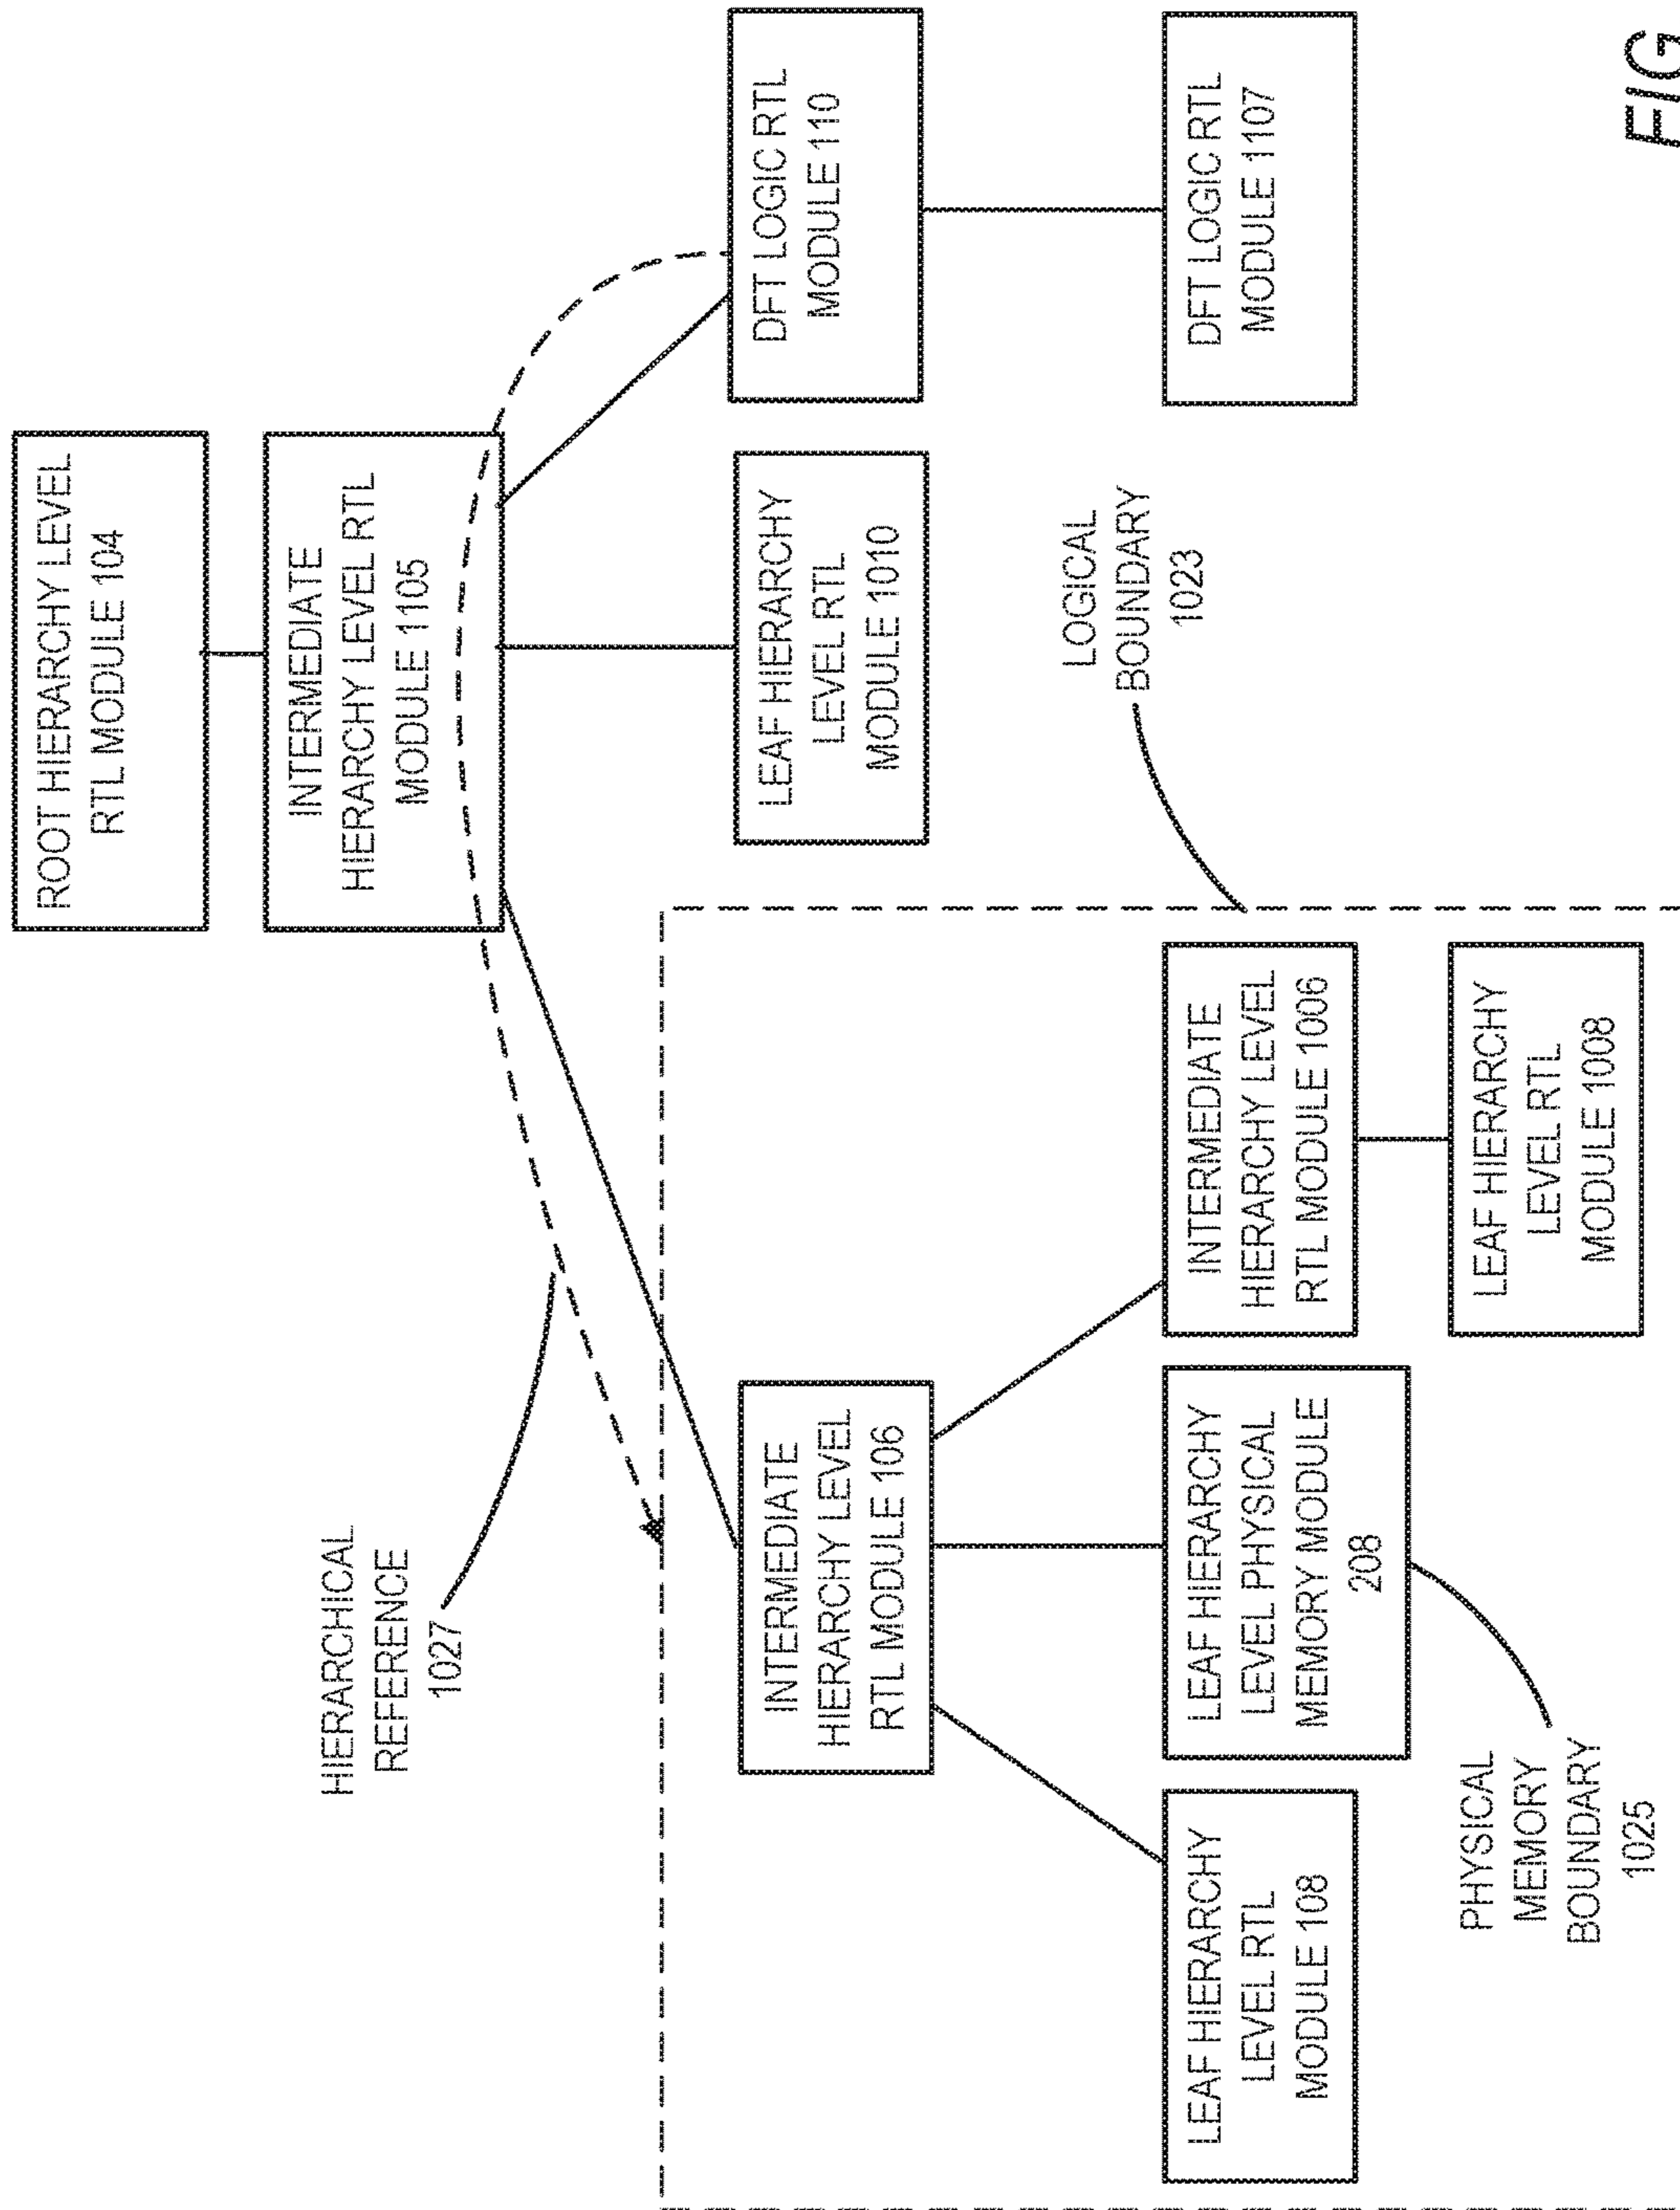 ROOT HIERARCHY LEVEL
RTL MODULE 104
INTERMEDIATE
HIERARCHY LEVEL RTL
MODULE 1105
HIERARCHICAL
REFERENCE
1027
INTERMEDIATE
HIERARCHY LEVEL
RTL MODULE 106
LEAF HIERARCHY
LEVEL RTL
MODULE 1010
DFT LOGIC RTL
MODULE 110
LOGICAL
BOUNDARY
1023
LEAF HIERARCHY
LEVEL RTL
MODULE 108
LEAF HIERARCHY
LEVEL PHYSICAL
MEMORY MODULE
208
INTERMEDIATE
HIERARCHY LEVEL
RTL MODULE 1006
DFT LOGIC RTL
MODULE 1107
PHYSICAL
MEMORY
BOUNDARY
1025
LEAF HIERARCHY
LEVEL RTL
MODULE 1008
FIG